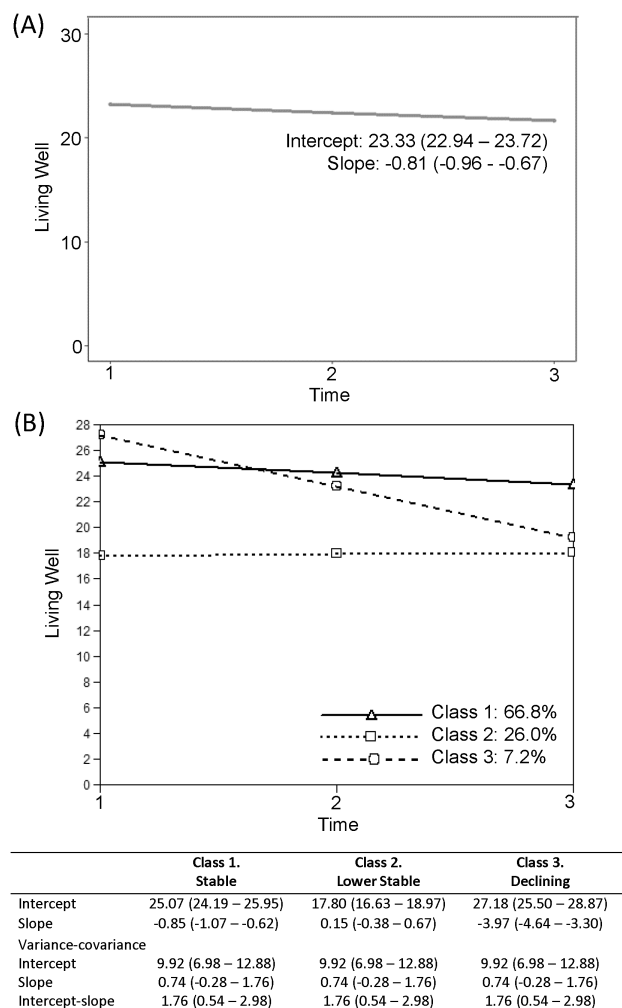 (A)
30
20
10
0
Living Well
Intercept: 23.33 (22.94 – 23.72)
Slope: -0.81 (-0.96 - -0.67)
1 2 3
Time
(B)
28
26
24
22
20
18
16
14
12
10
8
6
4
2
0
Living Well
Class 1: 66.8%
Class 2: 26.0%
Class 3: 7.2%
1 2 3
Time
Class 1. Class 2. Class 3.
Stable Lower Stable Declining
Intercept 25.07 (24.19 – 25.95) 17.80 (16.63 – 18.97) 27.18 (25.50 – 28.87)
Slope -0.85 (-1.07 – -0.62) 0.15 (-0.38 – 0.67) -3.97 (-4.64 – -3.30)
Variance-covariance
Intercept 9.92 (6.98 – 12.88) 9.92 (6.98 – 12.88) 9.92 (6.98 – 12.88)
Slope 0.74 (-0.28 – 1.76) 0.74 (-0.28 – 1.76) 0.74 (-0.28 – 1.76)
Intercept-slope 1.76 (0.54 – 2.98) 1.76 (0.54 – 2.98) 1.76 (0.54 – 2.98)